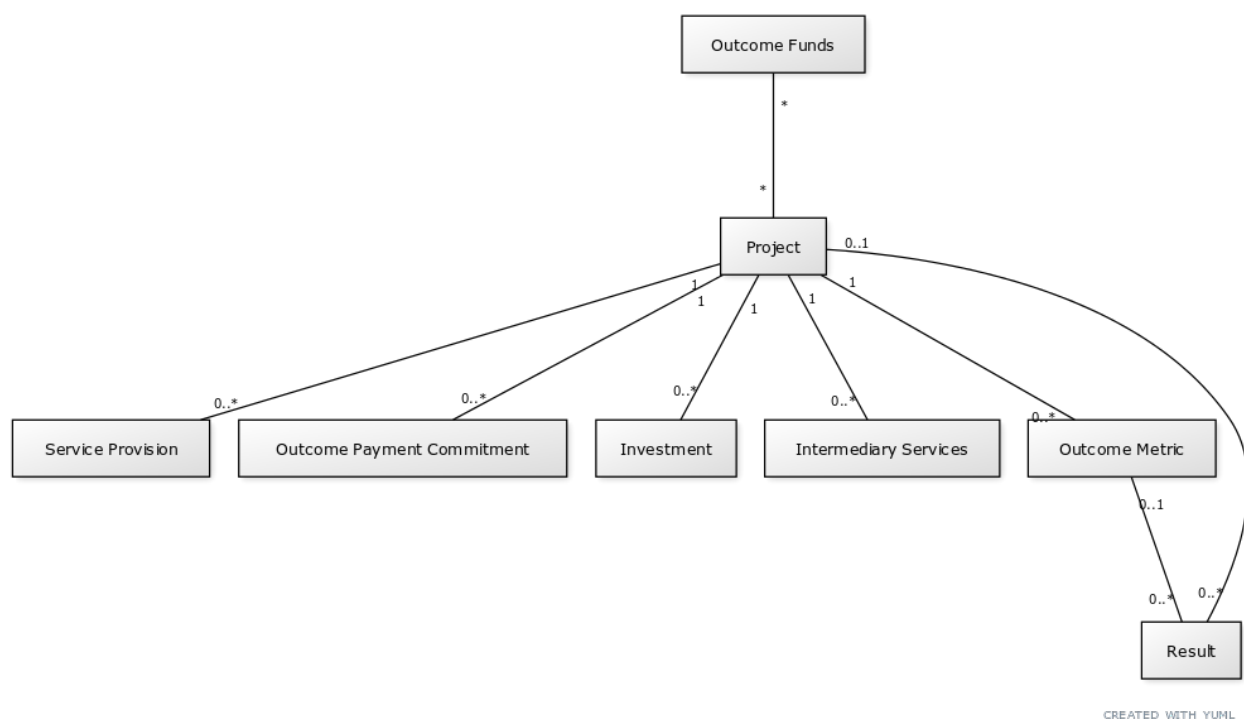 Outcome Funds
*
*
Project
0..1
1
1
1
1
1
0..*
0..*
0..*
0..*
0..*
Service Provision
Outcome Payment Commitment
Investment
Intermediary Services
Outcome Metric
0..1
0..*
0..*
Result
CREATED WITH YUML